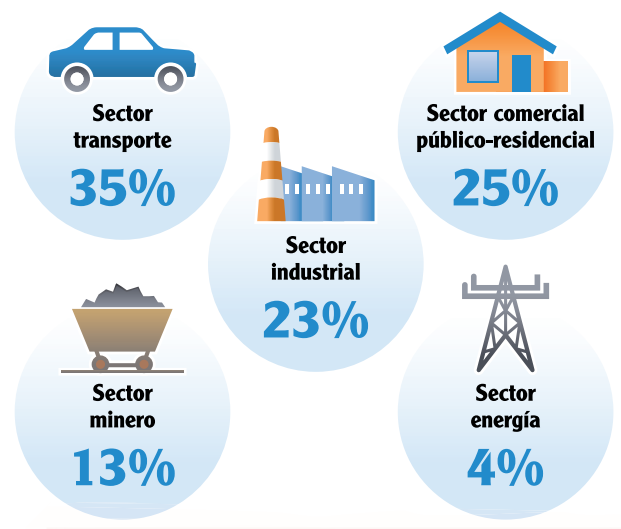 Sector
transporte
35%
Sector comercial
público-residencial
25%
Sector
industrial
23%
Sector
minero
13%
Sector
energía
4%